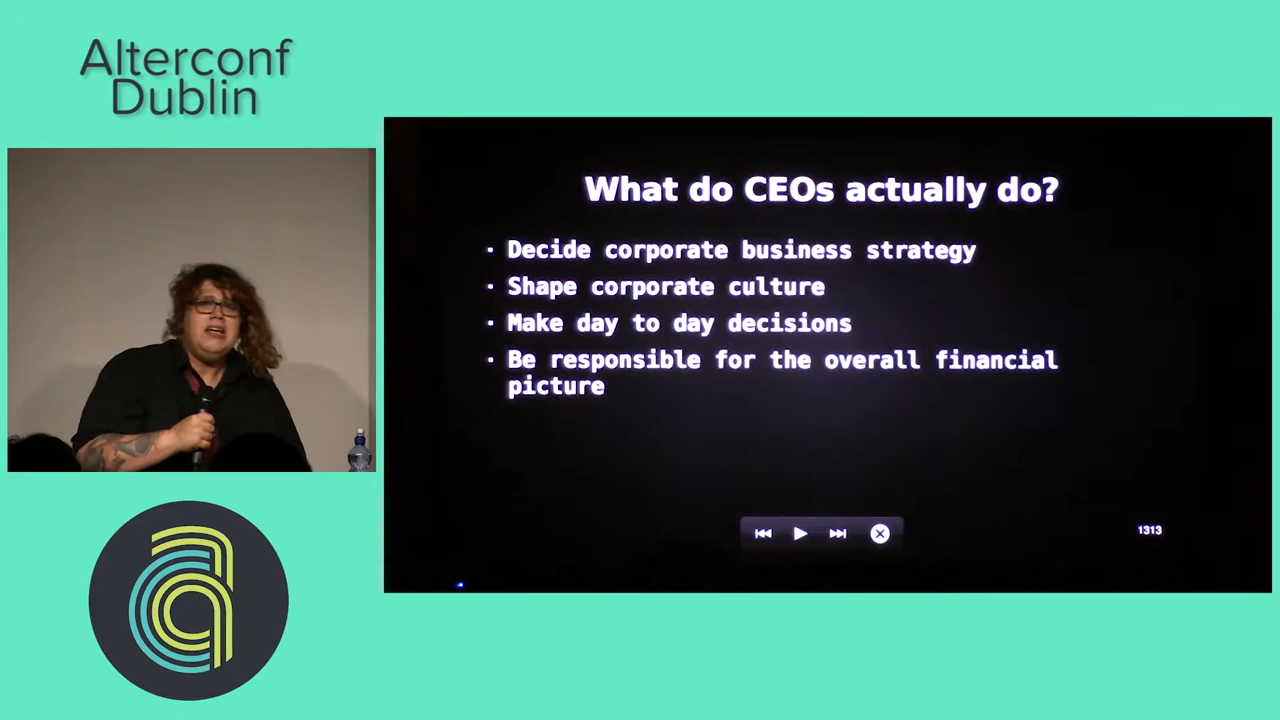 Alterconf
Dublin
What do CEOs actually do?
· Decide corporate business strategy
· Shape corporate culture
· Make day to day decisions
· Be responsible for the overall financial
picture
1313